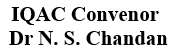 IQAC Convenor
Dr N. S. Chandan